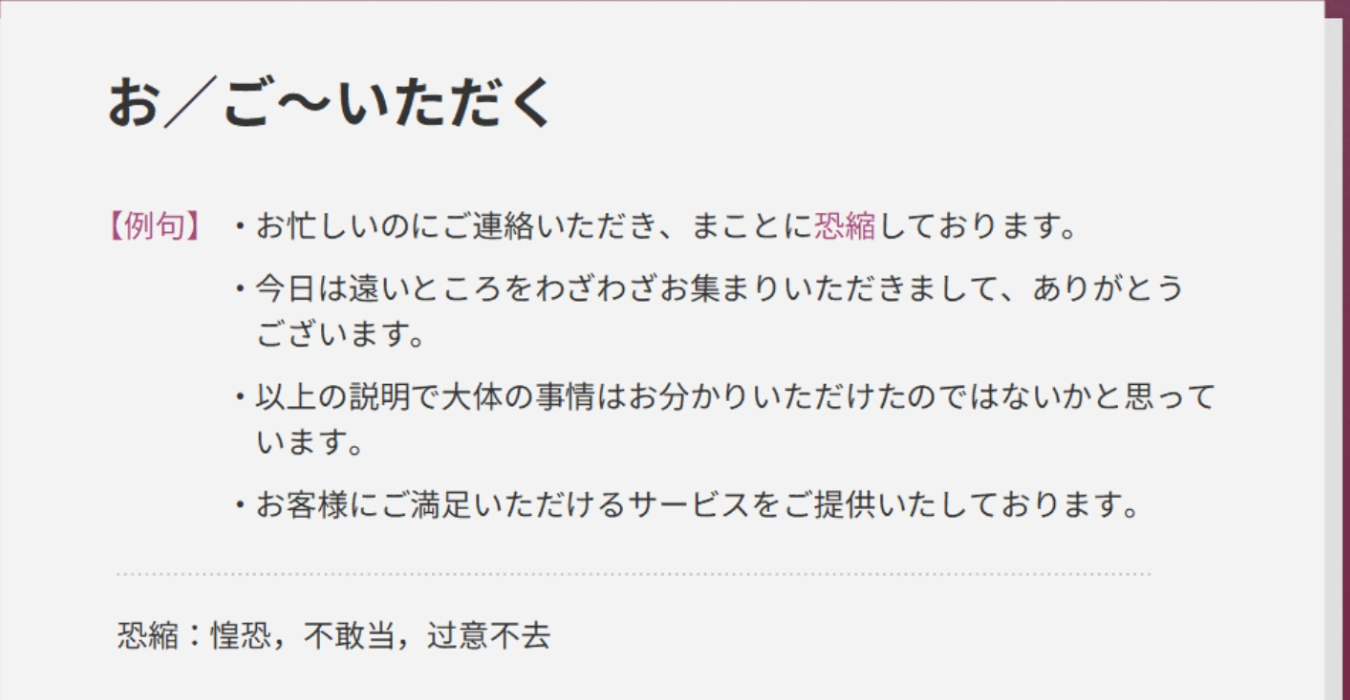 お／ご～いただく
【例句】・お忙しいのにご連絡いただき、まことに恐縮しております。
・今日は遠いところをわざわざお集まりいただきまして、ありがとう
ございます。
・以上の説明で大体の事情はお分かりいただけたのではないかと思って
います。
・お客様にご満足いただけるサービスをご提供いたしております。
恐縮：惶恐，不敢当，过意不去